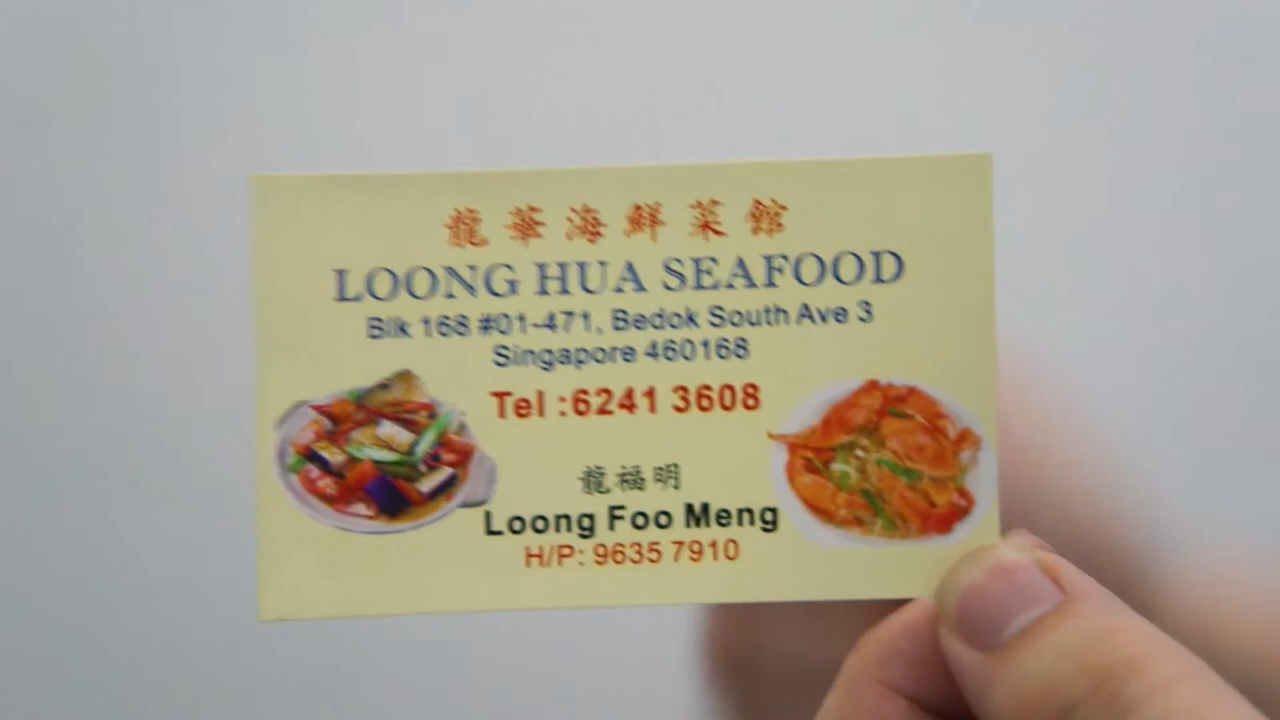 龍華海鮮菜館
LOONG HUA SEAFOOD
Blk 168 #01-471, Bedok South Ave 3
Singapore 460168
Tel :6241 3608
龍福明
Loong Foo Meng
H/P: 9635 7910